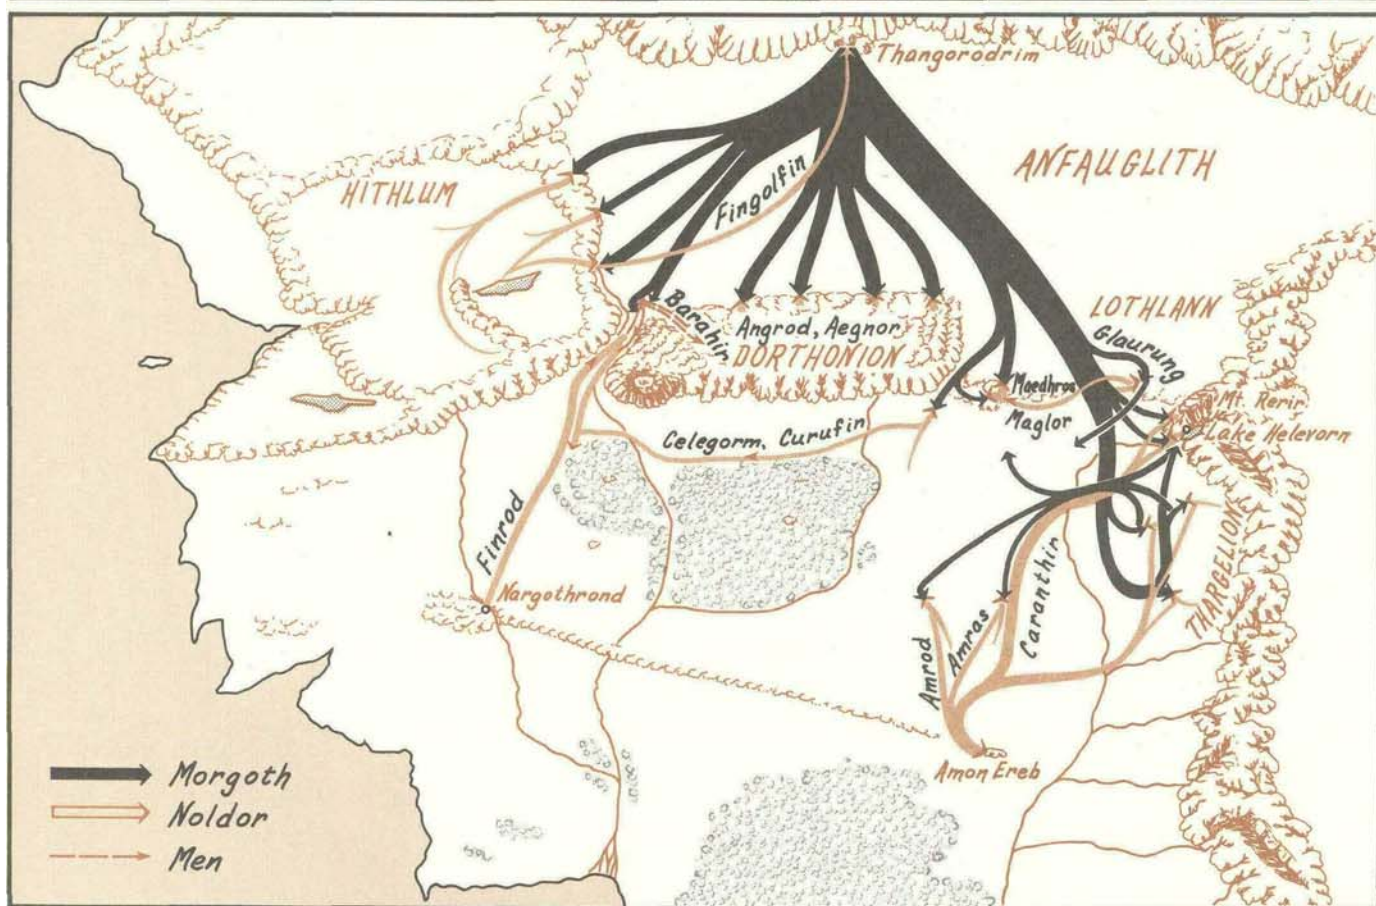 Thangorodrim
ANFAUGLITH
HITHLUM
Fingolfin
LOTHLANN
Glaurung
Barahir
Angrod, Aegnor
DORTHONION
Maedhros
Maglor
Mt. Rerir
Lake Helevorn
Celegorm, Curufin
Finrod
Nargothrond
Caranthir
THARGELION
Amras
Amrod
Amon Ereb
Morgoth
Noldor
Men